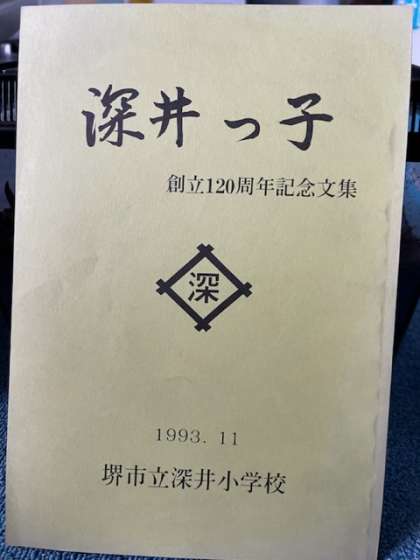 深井っ子
創立120周年記念文集
深
1993. 11
堺市立深井小学校